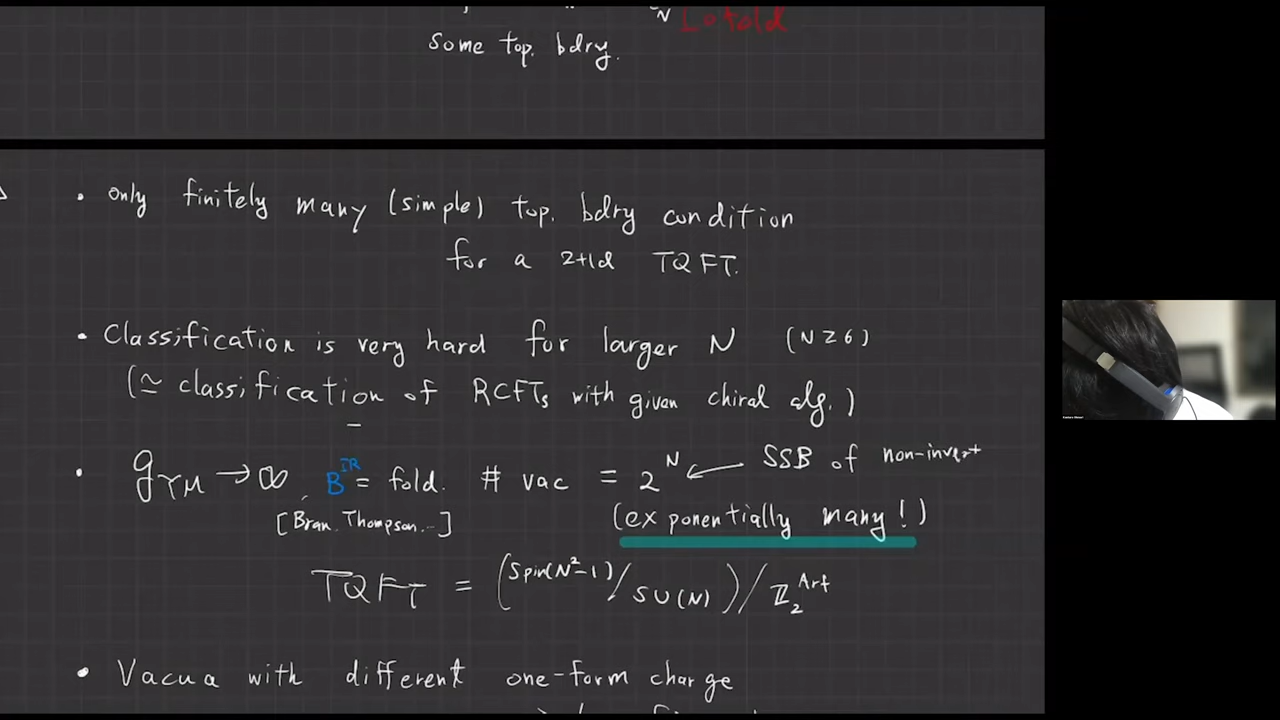 N Lofold
some top. bdry.
• only finitely many (simple) top. bdry condition
for a 2+1d TQFT.
• Classification is very hard for larger N (N≥6)
(≃ classification of RCFTs with given chiral alg.)
• g_YM → ∞, B^IR = fold. # vac = 2^N ← SSB of non-invert
[Bran. Thompson...] (exponentially many!)
TQFT = (Spin(N²-1)/SU(N))/ℤ₂^Arf
• Vacua with different one-form charge